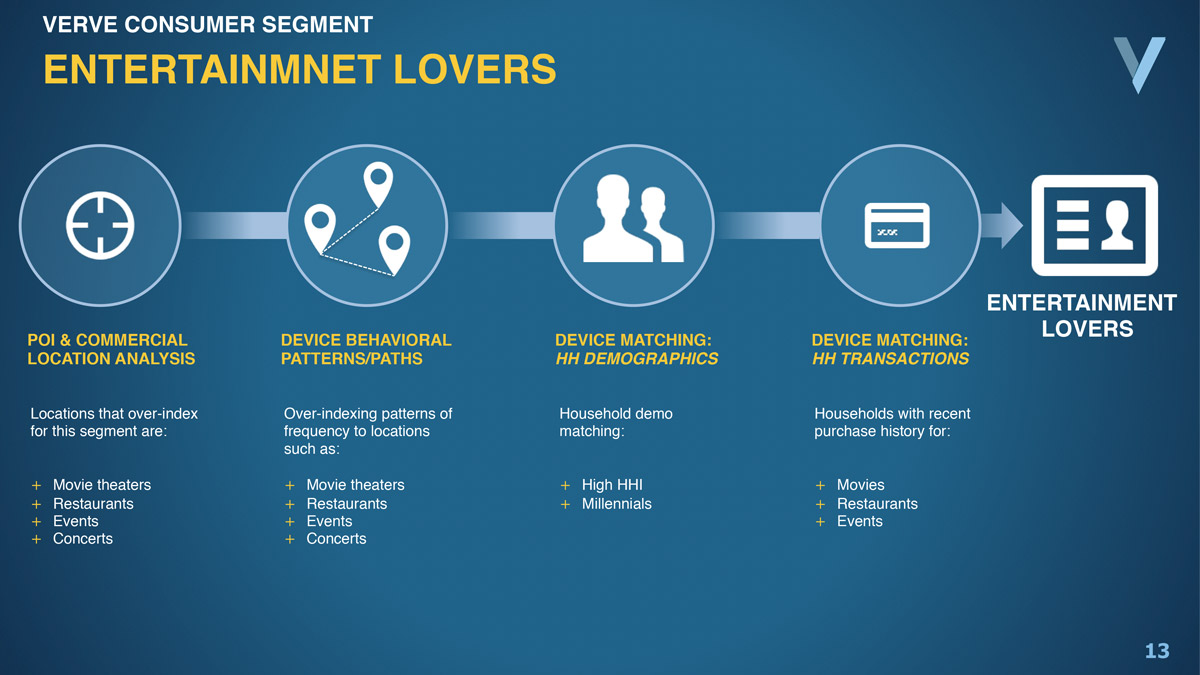 VERVE CONSUMER SEGMENT
ENTERTAINMNET LOVERS
ENTERTAINMENT
LOVERS
POI & COMMERCIAL
LOCATION ANALYSIS
Locations that over-index
for this segment are:
+ Movie theaters
+ Restaurants
+ Events
+ Concerts
DEVICE BEHAVIORAL
PATTERNS/PATHS
Over-indexing patterns of
frequency to locations
such as:
+ Movie theaters
+ Restaurants
+ Events
+ Concerts
DEVICE MATCHING:
HH DEMOGRAPHICS
Household demo
matching:
+ High HHI
+ Millennials
DEVICE MATCHING:
HH TRANSACTIONS
Households with recent
purchase history for:
+ Movies
+ Restaurants
+ Events
13